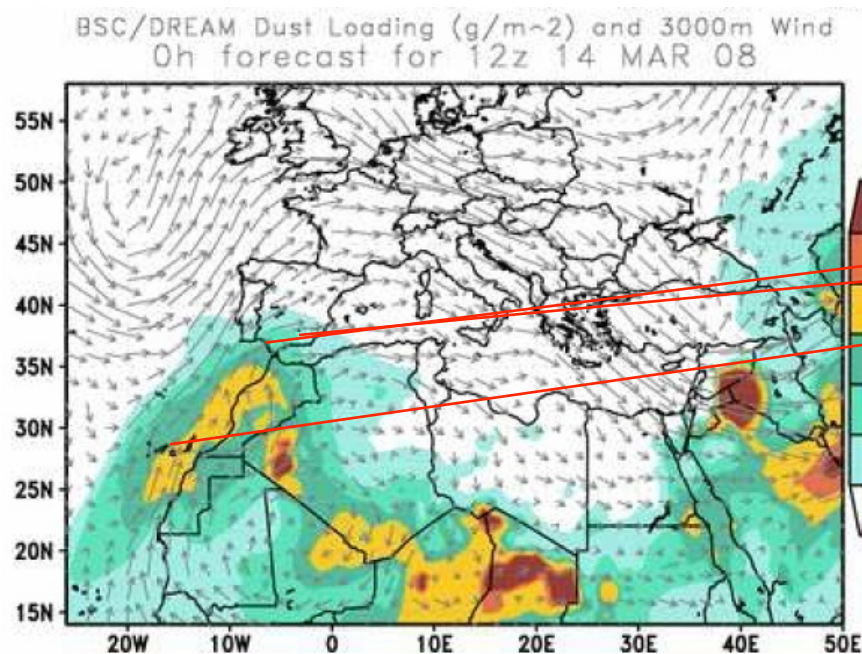 BSC/DREAM Dust Loading (g/m^2) and 3000m Wind
0h forecast for 12z 14 MAR 08
55N
50N
45N
40N
35N
30N
25N
20N
15N
20W 10W 0 10E 20E 30E 40E 50E